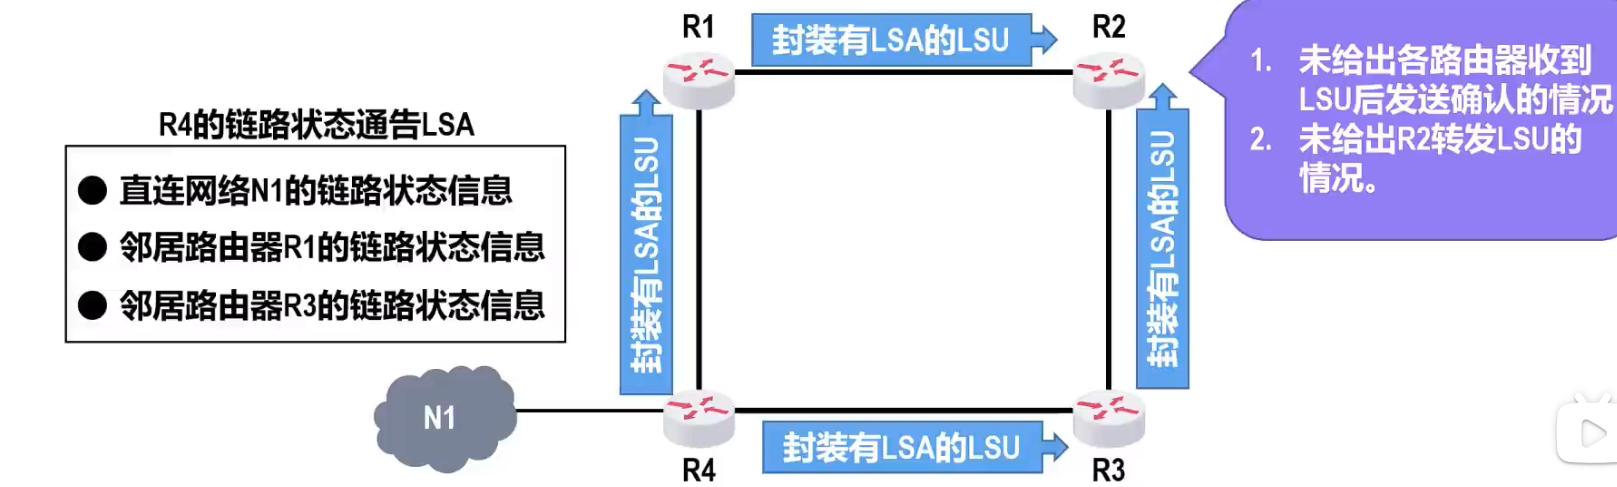 R1
封装有LSA的LSU
R2
1. 未给出各路由器收到
LSU后发送确认的情况
2. 未给出R2转发LSU的
情况。
R4的链路状态通告LSA
● 直连网络N1的链路状态信息
● 邻居路由器R1的链路状态信息
● 邻居路由器R3的链路状态信息
封装有LSA的LSU
封装有LSA的LSU
N1
封装有LSA的LSU
R4
R3